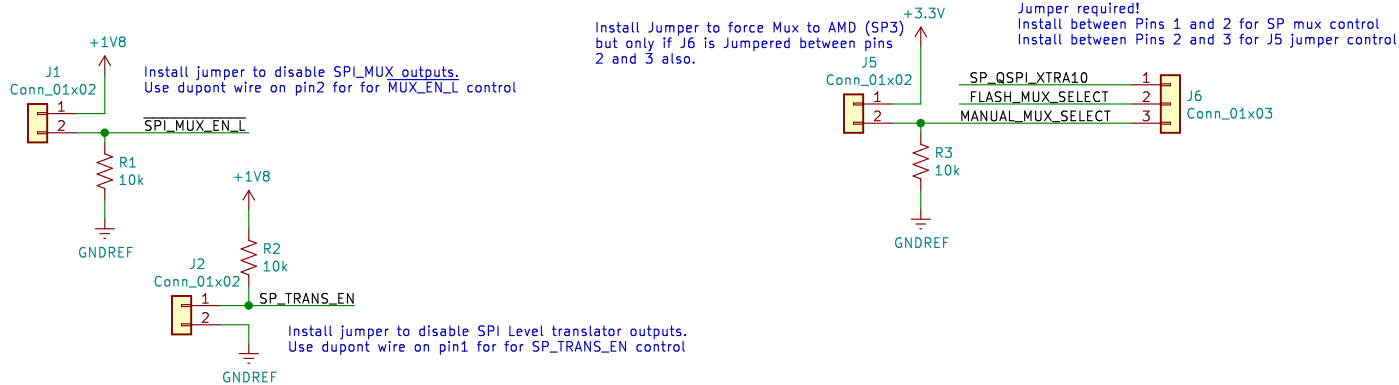 +1V8
J1
Conn_01x02
1
2
Install jumper to disable SPI_MUX outputs.
Use dupont wire on pin2 for for MUX_EN_L control
SPI_MUX_EN_L
R1
10k
GNDREF
+1V8
R2
10k
J2
Conn_01x02
1
2
SP_TRANS_EN
Install jumper to disable SPI Level translator outputs.
Use dupont wire on pin1 for for SP_TRANS_EN control
GNDREF
Install Jumper to force Mux to AMD (SP3)
but only if J6 is Jumpered between pins
2 and 3 also.
+3.3V
J5
Conn_01x02
1
2
R3
10k
GNDREF
Jumper required!
Install between Pins 1 and 2 for SP mux control
Install between Pins 2 and 3 for J5 jumper control
SP_QSPI_XTRA10
FLASH_MUX_SELECT
MANUAL_MUX_SELECT
1
2
3
J6
Conn_01x03